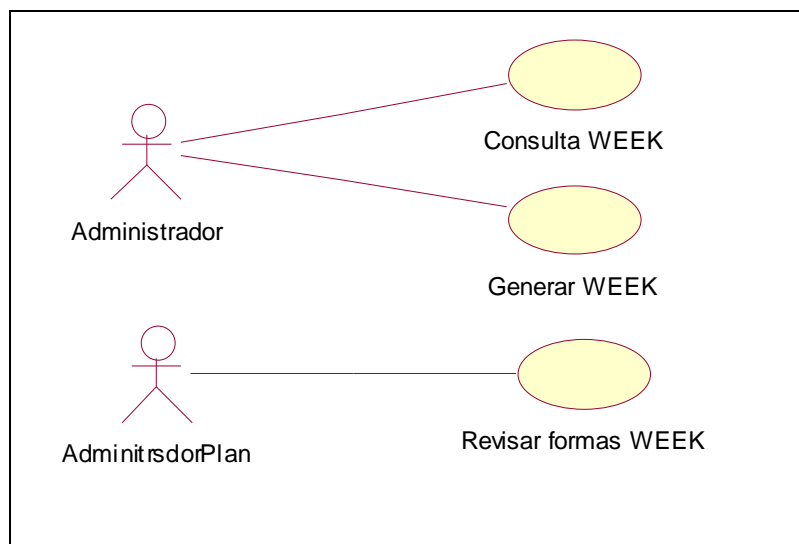 Consulta WEEK
Administrador
Generar WEEK
AdminitrsdorPlan
Revisar formas WEEK